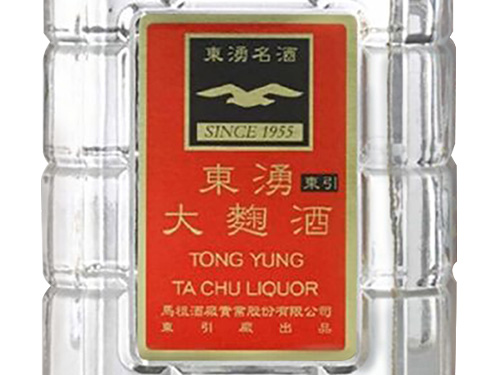 東湧名酒
SINCE 1955
東湧 東引
大麴酒
TONG YUNG
TA CHU LIQUOR
馬祖酒廠實業股份有限公司
東引廠出品